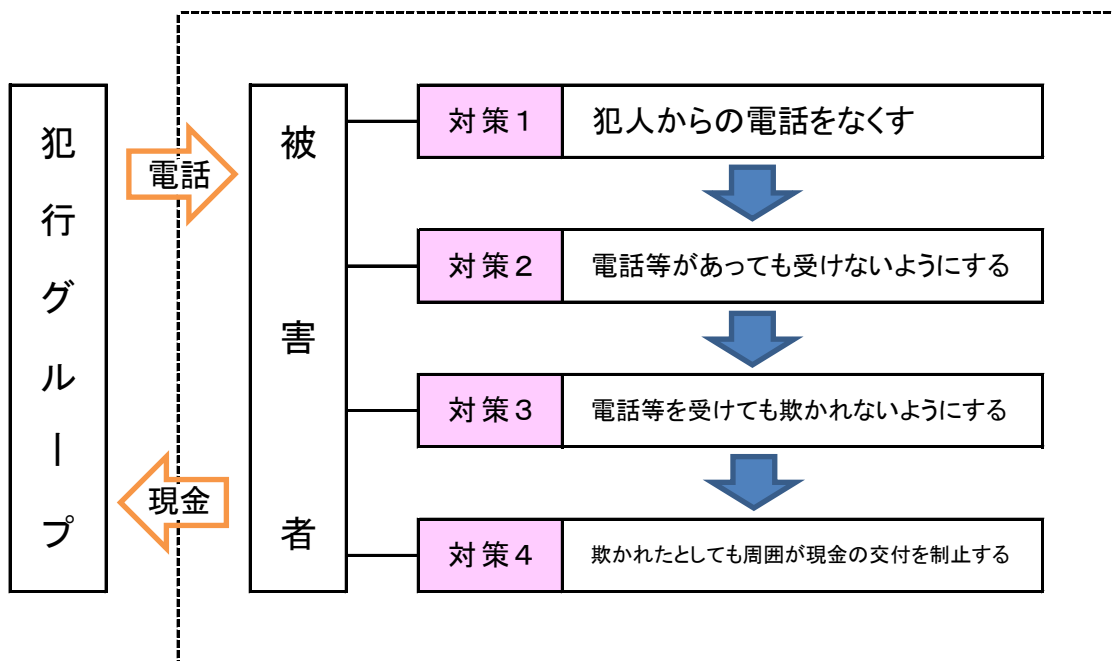 犯行グループ
電話
現金
被害者
対策1 犯人からの電話をなくす
対策2 電話等があっても受けないようにする
対策3 電話等を受けても欺かれないようにする
対策4 欺かれたとしても周囲が現金の交付を制止する